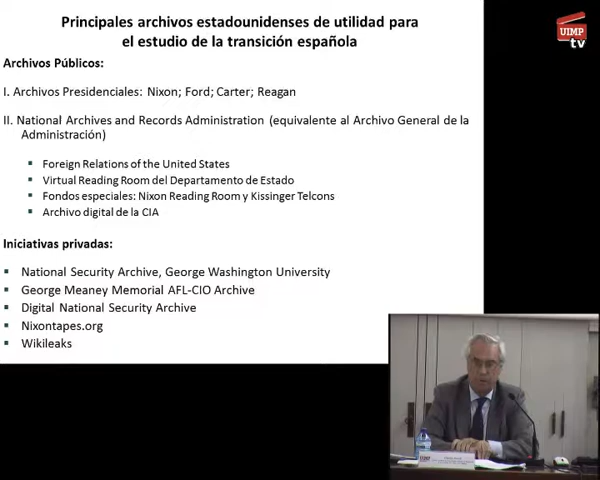 Principales archivos estadounidenses de utilidad para
el estudio de la transición española
UIMP
tv
Archivos Públicos:
I. Archivos Presidenciales: Nixon; Ford; Carter; Reagan
II. National Archives and Records Administration (equivalente al Archivo General de la
Administración)
Foreign Relations of the United States
Virtual Reading Room del Departamento de Estado
Fondos especiales: Nixon Reading Room y Kissinger Telcons
Archivo digital de la CIA
Iniciativas privadas:
National Security Archive, George Washington University
George Meaney Memorial AFL-CIO Archive
Digital National Security Archive
Nixontapes.org
Wikileaks
UIMP